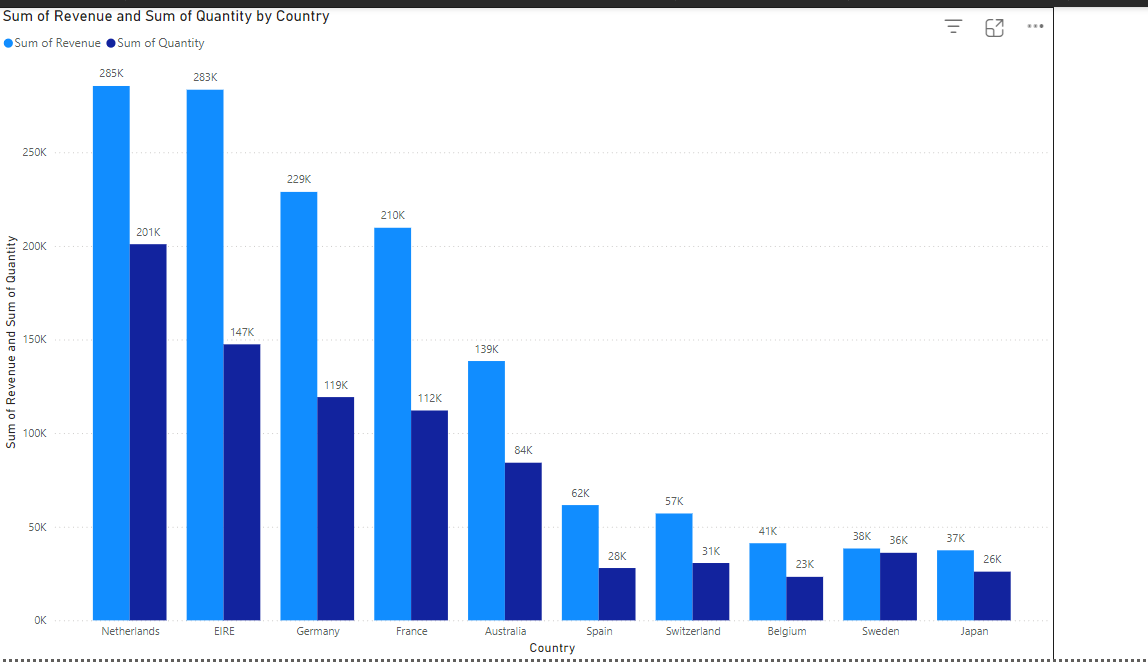 Sum of Revenue and Sum of Quantity by Country
Sum of Revenue Sum of Quantity
Sum of Revenue and Sum of Quantity
250K
200K
150K
100K
50K
0K
285K
201K
283K
147K
229K
119K
210K
112K
139K
84K
62K
28K
57K
31K
41K
23K
38K
36K
37K
26K
Netherlands EIRE Germany France Australia Spain Switzerland Belgium Sweden Japan
Country